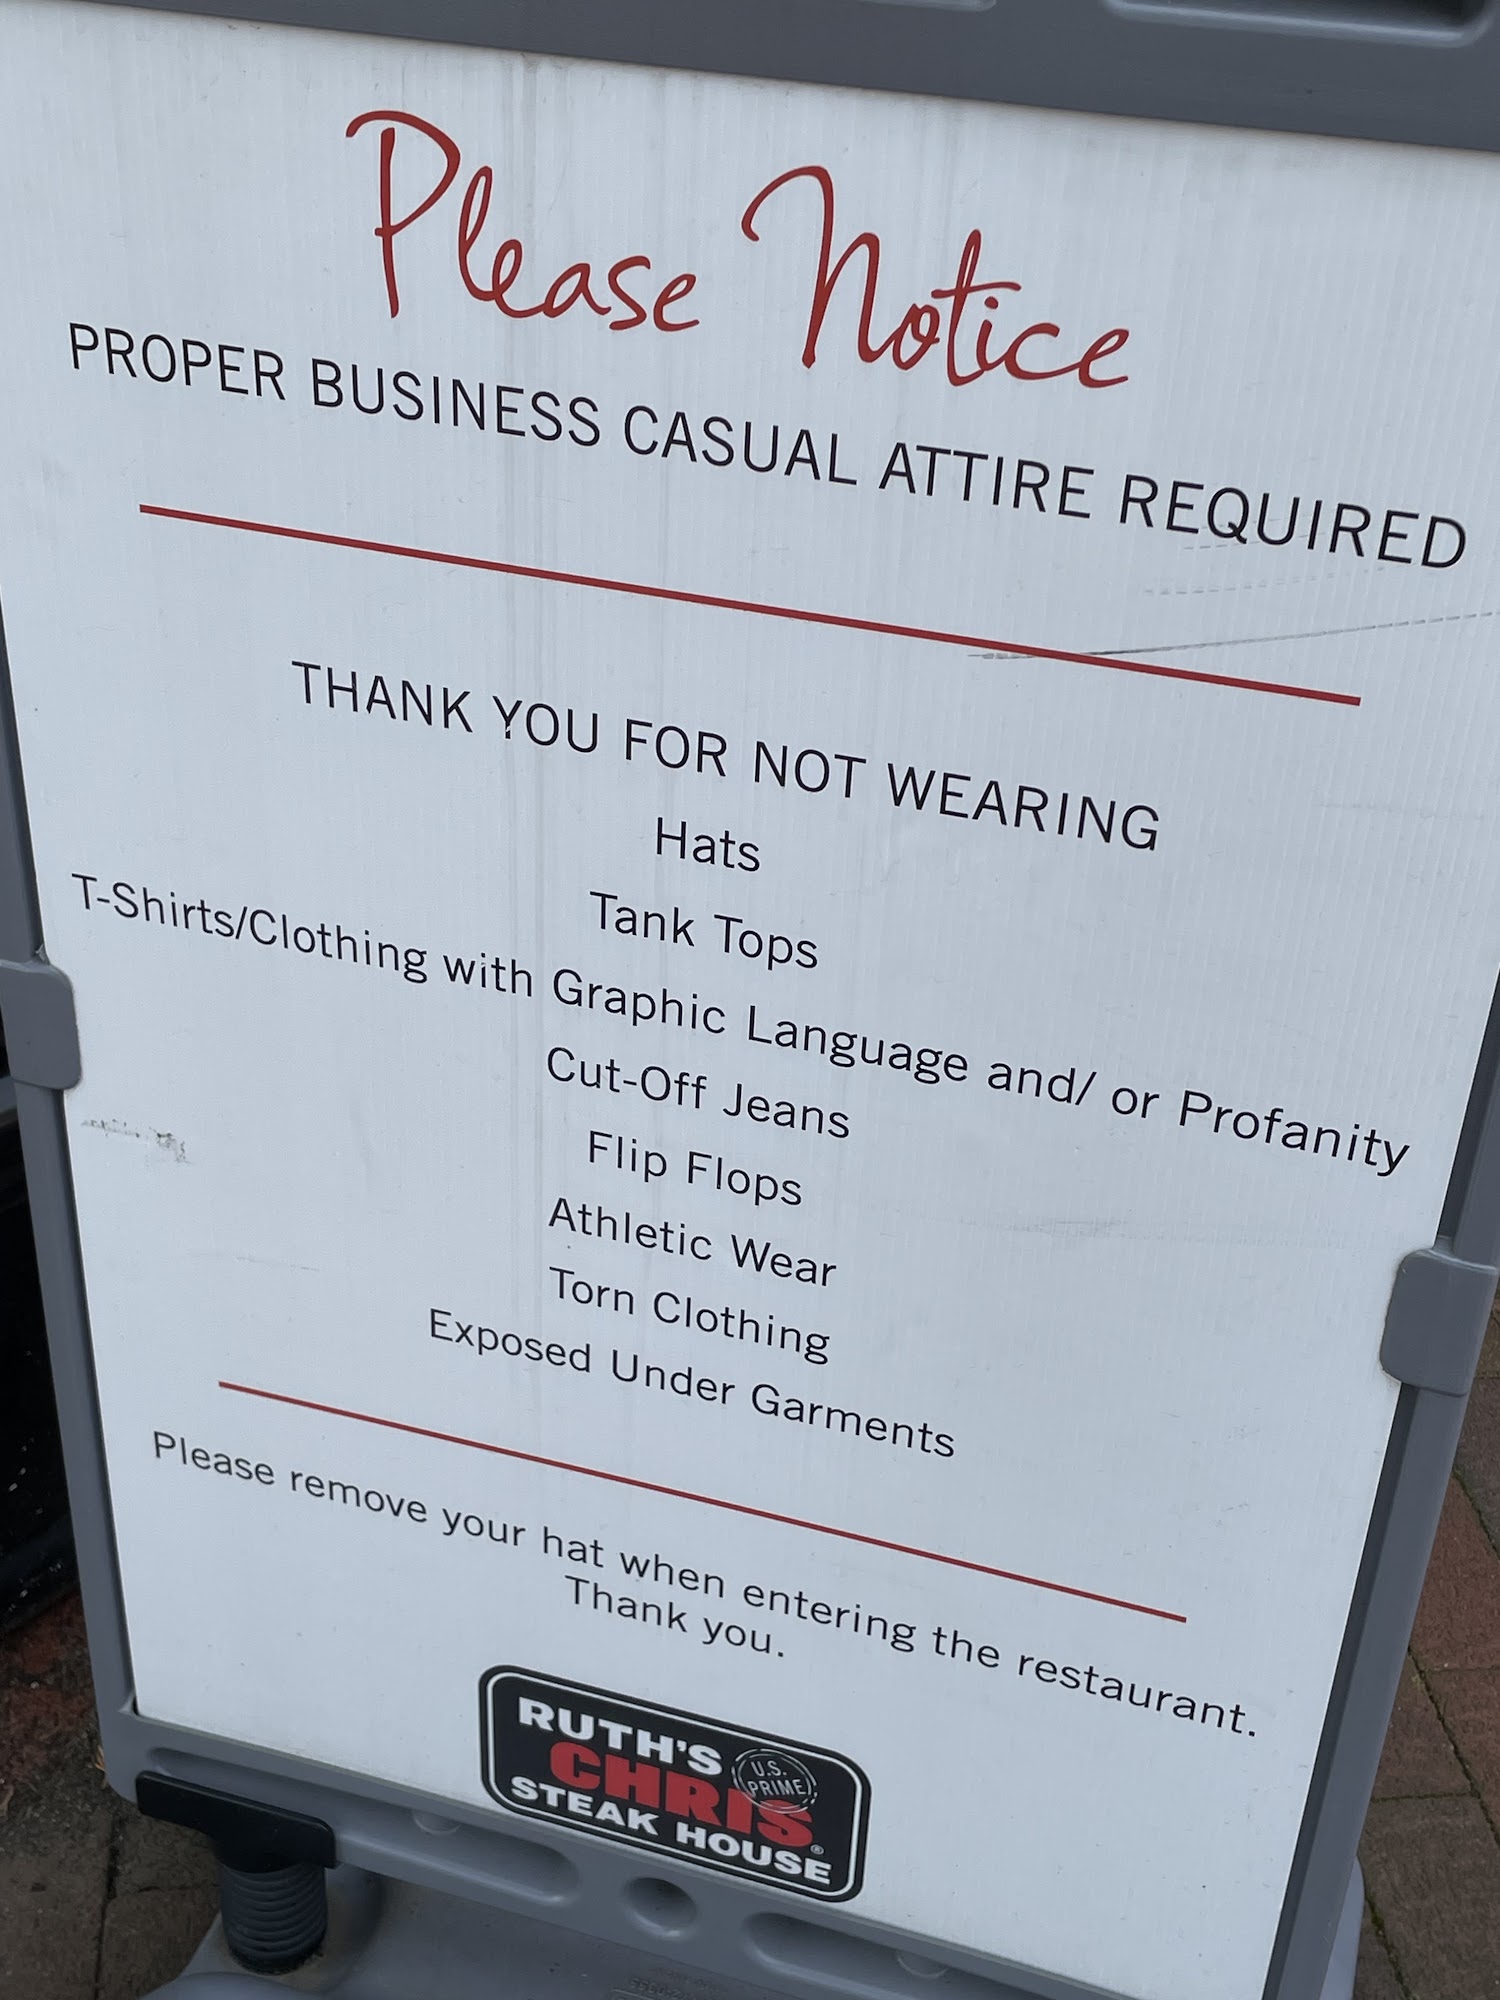 Please Notice
PROPER BUSINESS CASUAL ATTIRE REQUIRED
THANK YOU FOR NOT WEARING
Hats
Tank Tops
T-Shirts/Clothing with Graphic Language and/ or Profanity
Cut-Off Jeans
Flip Flops
Athletic Wear
Torn Clothing
Exposed Under Garments
Please remove your hat when entering the restaurant.
Thank you.
RUTH'S
CHRIS
U.S.
PRIME
®
STEAK HOUSE